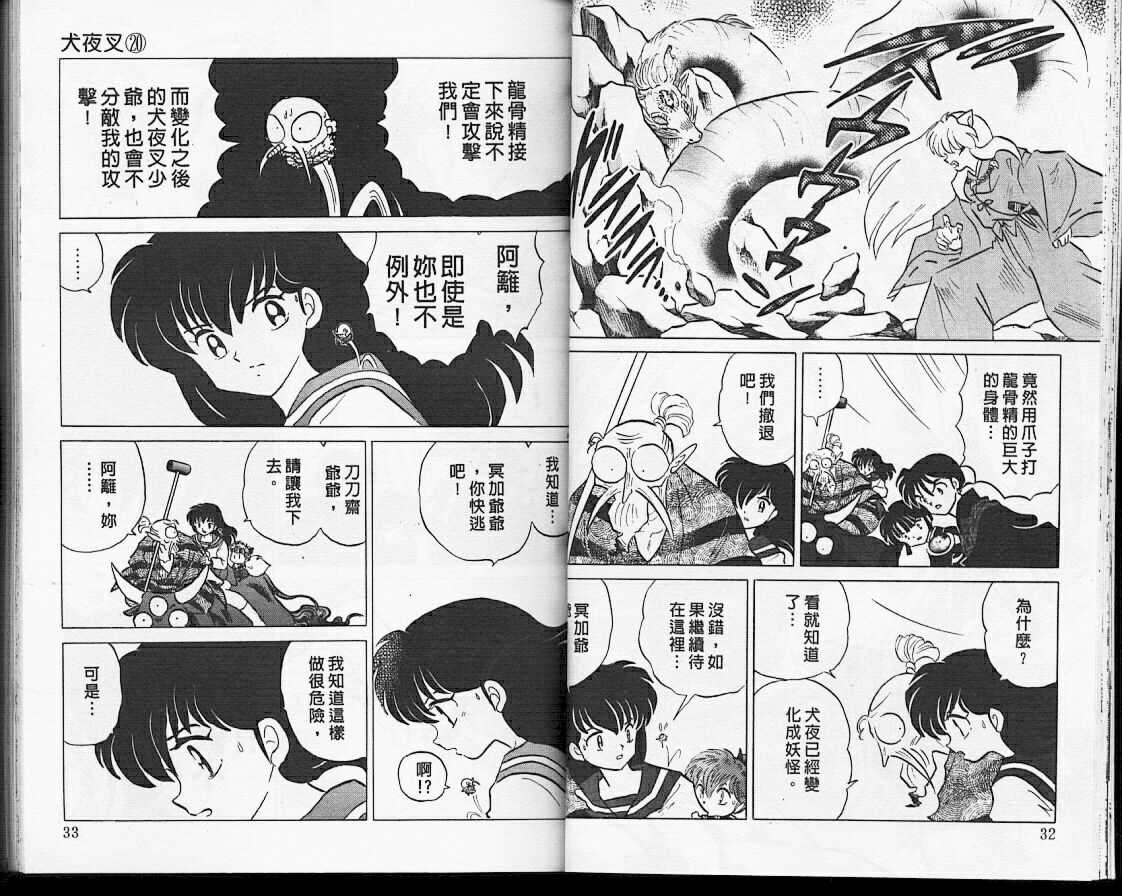 竟然用爪子打
龍骨精的巨大
的身體…
……
我們撤退
吧！
為什麼？
看就知道
了…
犬夜已經變
化成妖怪。
沒錯，如
果繼續待
在這裡…
冥加爺
32
犬夜叉⑳
龍骨精接
下來說不
定會攻擊
我們！
而變化之後
的犬夜叉少
爺，也會不
分敵我的攻
擊！
阿籬，
即使是
妳也不
例外！
……
我知道…
冥加爺爺
，你快逃
吧！
啊!?
刀刀齋
爺爺，
請讓我下
去。
阿籬，妳
……
我知道這樣
做很危險，
可是…
33